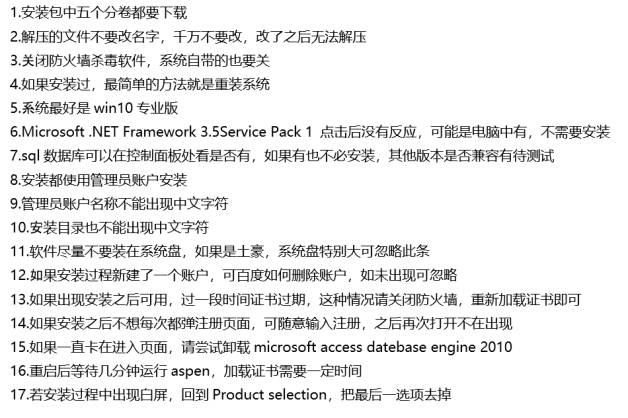 1.安装包中五个分卷都要下载
2.解压的文件不要改名字，千万不要改，改了之后无法解压
3.关闭防火墙杀毒软件，系统自带的也要关
4.如果安装过，最简单的方法就是重装系统
5.系统最好是 win10 专业版
6.Microsoft .NET Framework 3.5Service Pack 1 点击后没有反应，可能是电脑中有，不需要安装
7.sql 数据库可以在控制面板处看是否有，如果有也不必安装，其他版本是否兼容有待测试
8.安装都使用管理员账户安装
9.管理员账户名称不能出现中文字符
10.安装目录也不能出现中文字符
11.软件尽量不要装在系统盘，如果是土豪，系统盘特别大可忽略此条
12.如果安装过程新建了一个账户，可百度如何删除账户，如未出现可忽略
13.如果出现安装之后可用，过一段时间证书过期，这种情况请关闭防火墙，重新加载证书即可
14.如果安装之后不想每次都弹注册页面，可随意输入注册，之后再次打开不在出现
15.如果一直卡在进入页面，请尝试卸载 microsoft access datebase engine 2010
16.重启后等待几分钟运行 aspen，加载证书需要一定时间
17.若安装过程中出现白屏，回到 Product selection，把最后一选项去掉